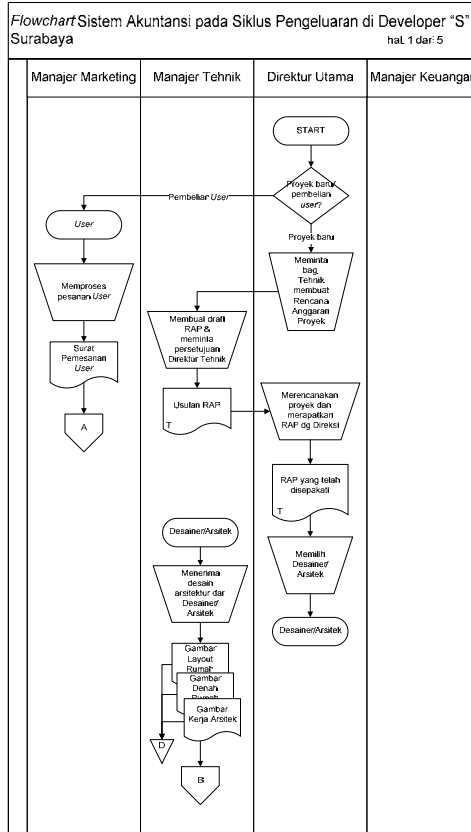 Flowchart Sistem Akuntansi pada Siklus Pengeluaran di Developer “S”
Surabaya
hal. 1 dari 5
Manajer Marketing
Manajer Tehnik
Direktur Utama
Manajer Keuangan
START
Proyek baru/
pembelian
user?
Pembelian User
User
Proyek baru
Memproses
pesanan User
Meminta
bag.
Tehnik
membuat
Rencana
Anggaran
Proyek
Membuat draft
RAP &
meminta
persetujuan
Direktur Tehnik
Surat
Pemesanan
User
A
Usulan RAP
T
Merencanakan
proyek dan
merapatkan
RAP dg Direksi
RAP yang telah
disepakati
T
Memilih
Desainer/
Arsitek
Desainer/Arsitek
Desainer/Arsitek
Menerima
desain
arsitektur dar
Desainer/
Arsitek
Gambar
Layout
Rumah
Gambar
Denah
Rumah
Gambar
Kerja Arsitek
D
B